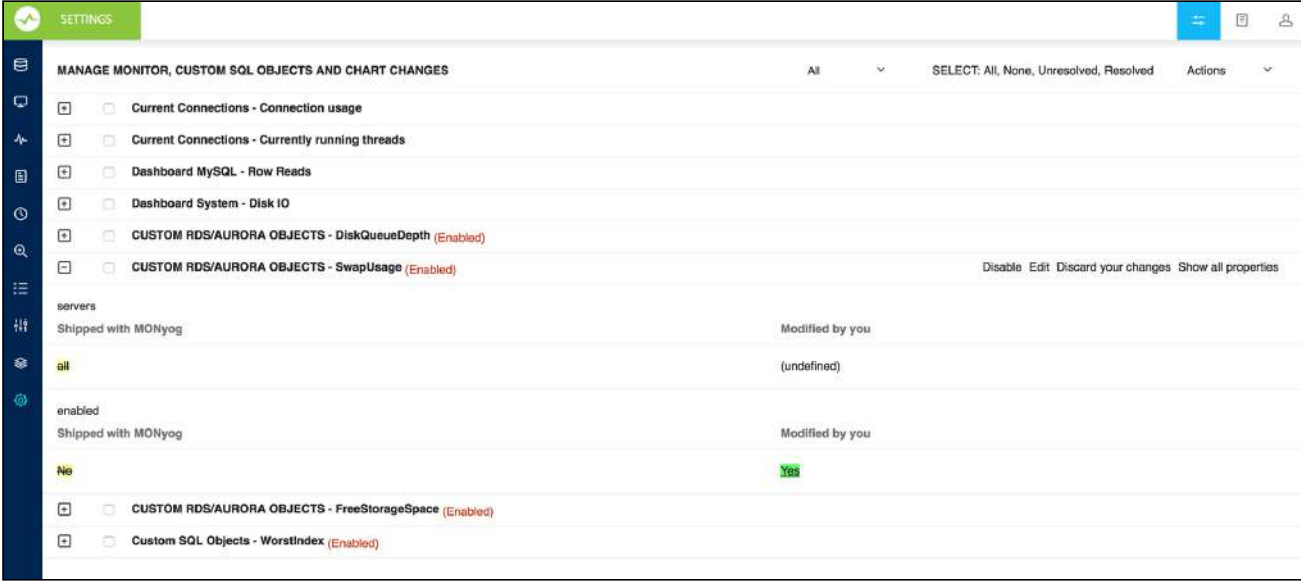 SETTINGS
MANAGE MONITOR, CUSTOM SQL OBJECTS AND CHART CHANGES All SELECT: All, None, Unresolved, Resolved Actions
Current Connections - Connection usage
Current Connections - Currently running threads
Dashboard MySQL - Row Reads
Dashboard System - Disk IO
CUSTOM RDS/AURORA OBJECTS - DiskQueueDepth (Enabled)
CUSTOM RDS/AURORA OBJECTS - SwapUsage (Enabled) Disable Edit Discard your changes Show all properties
servers
Shipped with MONyog Modified by you
all (undefined)
enabled
Shipped with MONyog Modified by you
No Yes
CUSTOM RDS/AURORA OBJECTS - FreeStorageSpace (Enabled)
Custom SQL Objects - WorstIndex (Enabled)